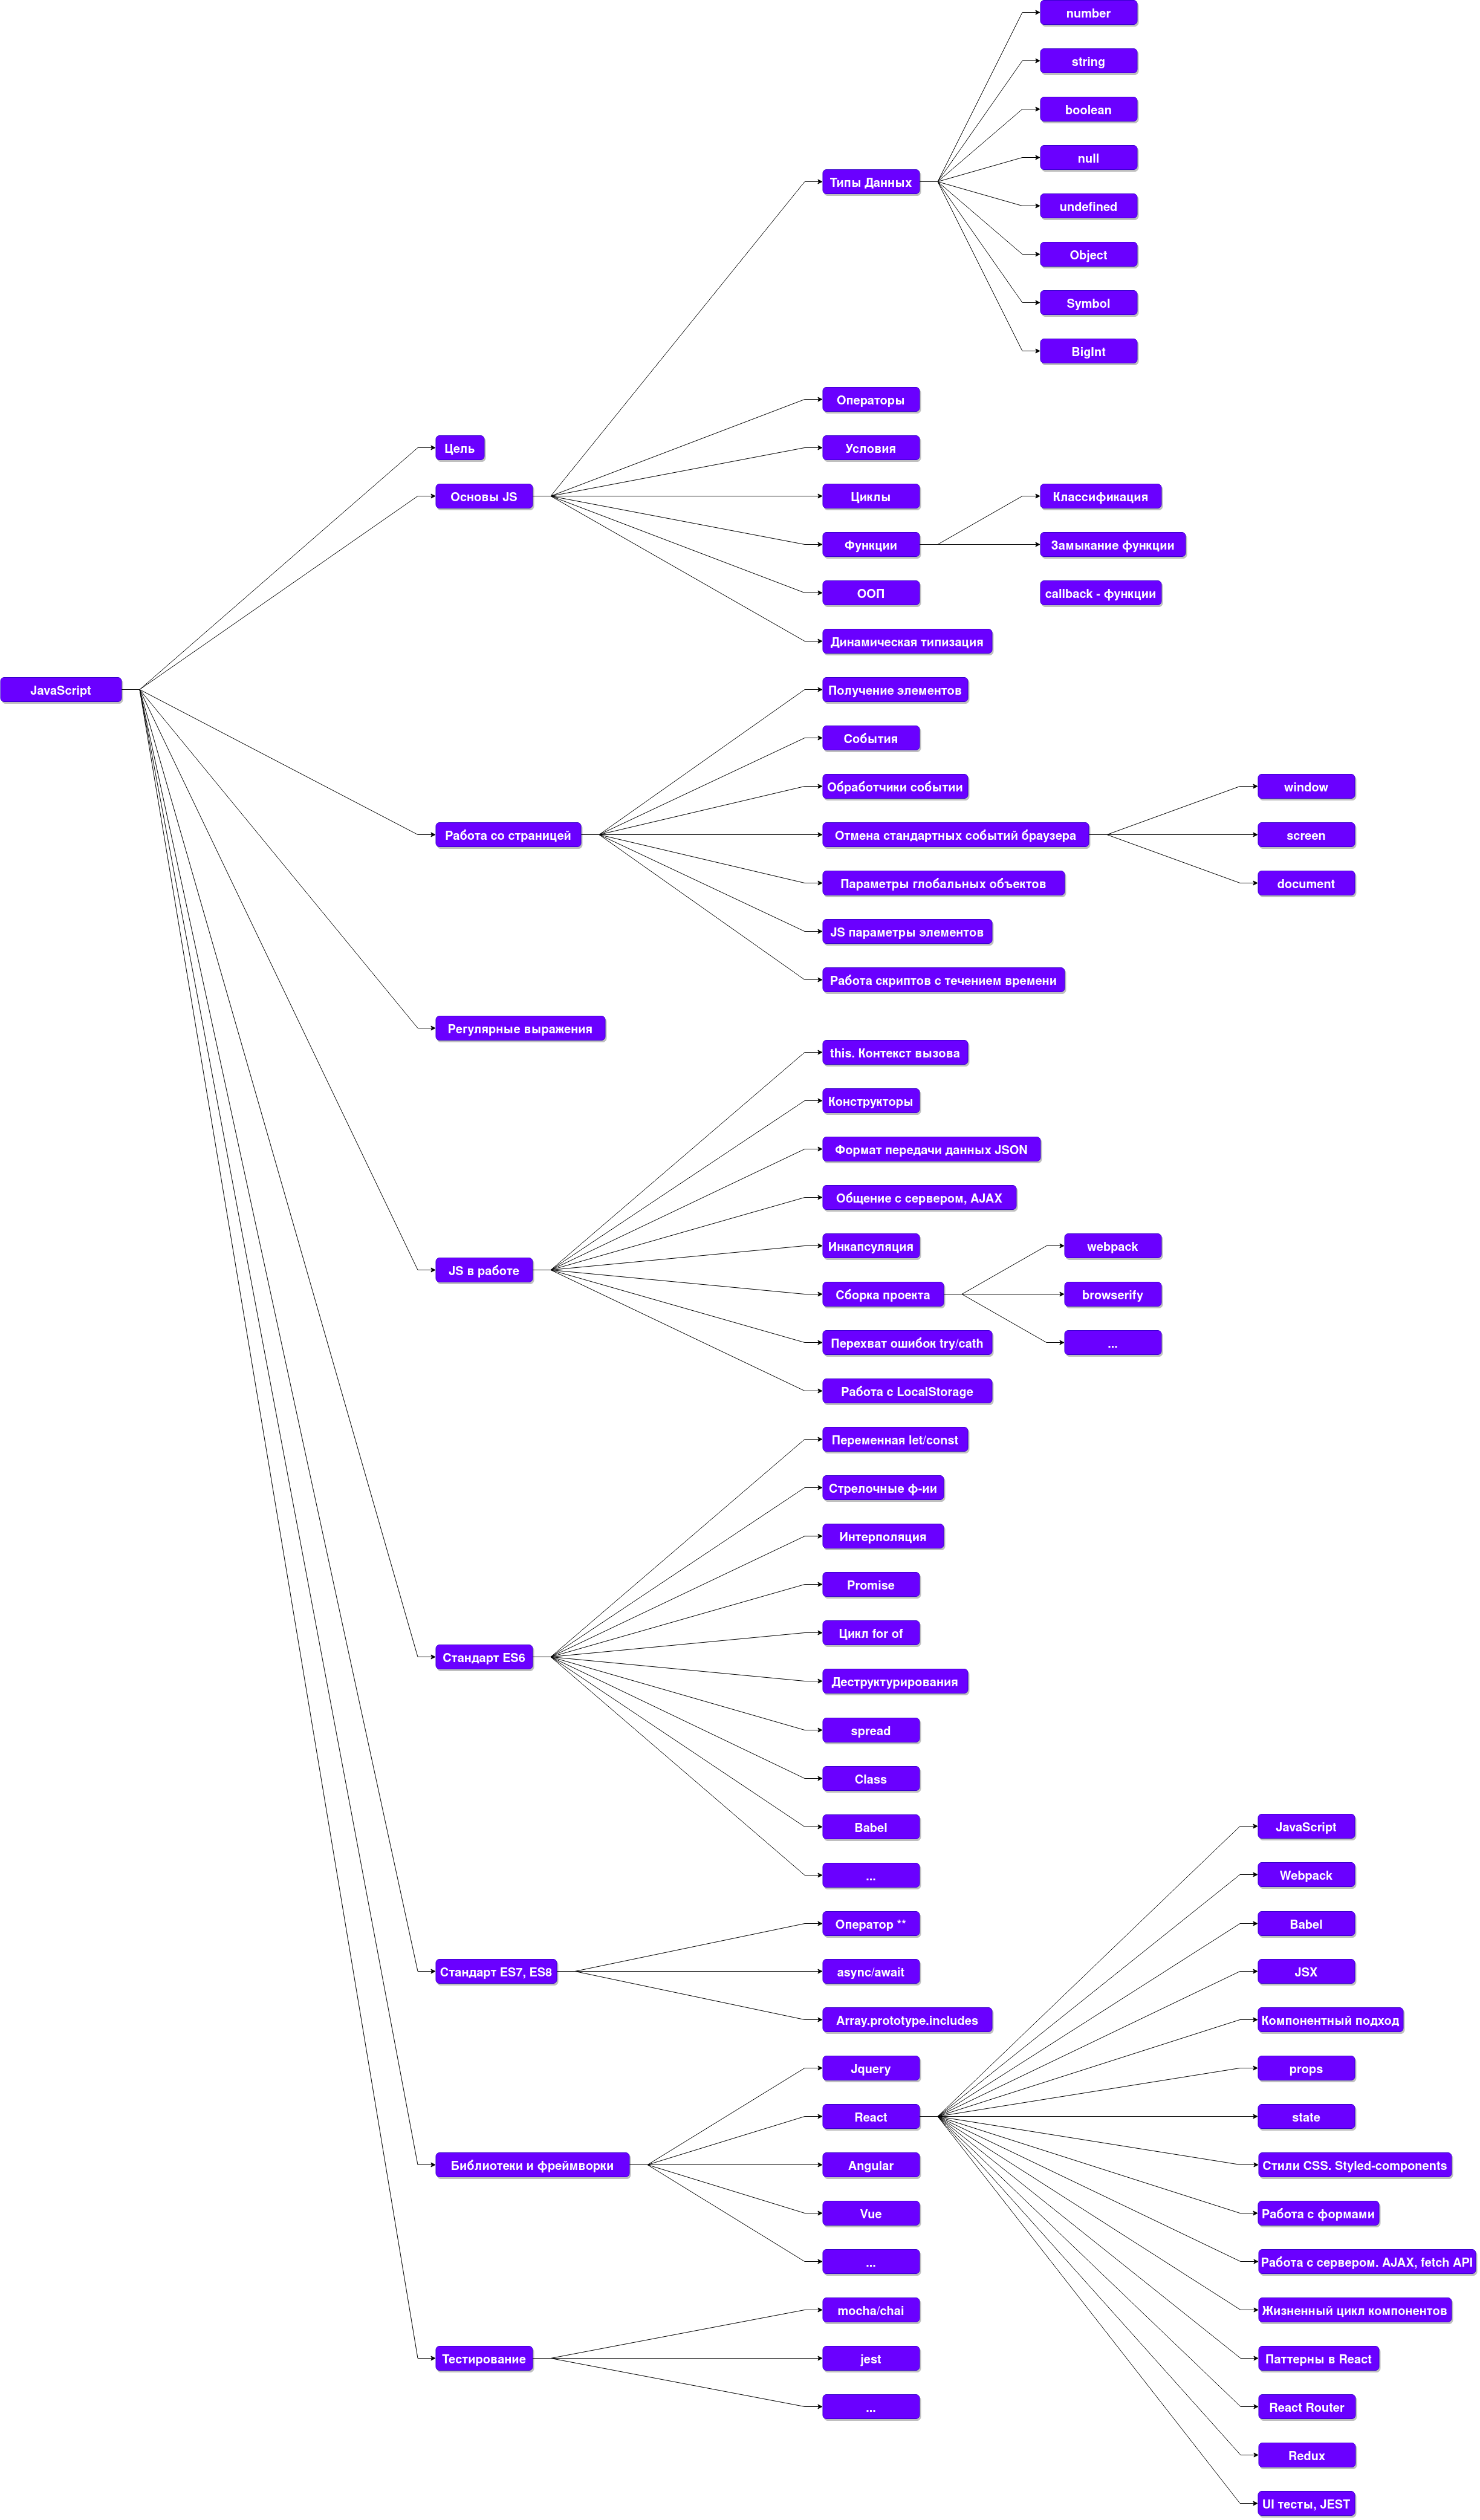 number
string
boolean
null
Типы Данных
undefined
Object
Symbol
BigInt
Операторы
Цель
Условия
Основы JS
Циклы
Классификация
Функции
Замыкание функции
ООП
callback - функции
Динамическая типизация
JavaScript
Получение элементов
События
Обработчики событии
window
Работа со страницей
Отмена стандартных событий браузера
screen
Параметры глобальных объектов
document
JS параметры элементов
Работа скриптов с течением времени
Регулярные выражения
this. Контекст вызова
Конструкторы
Формат передачи данных JSON
Общение с сервером, AJAX
Инкапсуляция
webpack
JS в работе
Сборка проекта
browserify
Перехват ошибок try/cath
...
Работа с LocalStorage
Переменная let/const
Стрелочные ф-ии
Интерполяция
Promise
Цикл for of
Стандарт ES6
Деструктурирования
spread
Class
Babel
JavaScript
...
Webpack
Оператор **
Babel
Стандарт ES7, ES8
async/await
JSX
Array.prototype.includes
Компонентный подход
Jquery
props
React
state
Библиотеки и фреймворки
Angular
Стили CSS. Styled-components
Vue
Работа с формами
...
Работа с сервером. AJAX, fetch API
mocha/chai
Жизненный цикл компонентов
Тестирование
jest
Паттерны в React
...
React Router
Redux
UI тесты, JEST